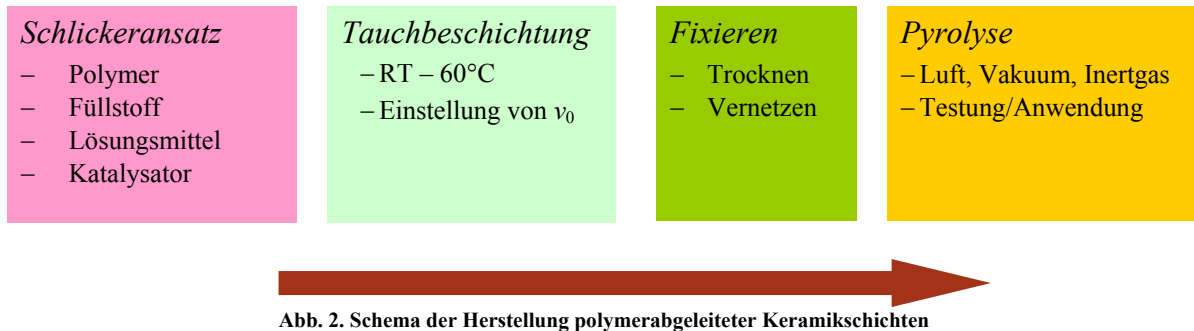 Schlickeransatz
– Polymer
– Füllstoff
– Lösungsmittel
– Katalysator
Tauchbeschichtung
– RT – 60°C
– Einstellung von v₀
Fixieren
– Trocknen
– Vernetzen
Pyrolyse
– Luft, Vakuum, Inertgas
– Testung/Anwendung
Abb. 2. Schema der Herstellung polymerabgeleiteter Keramikschichten